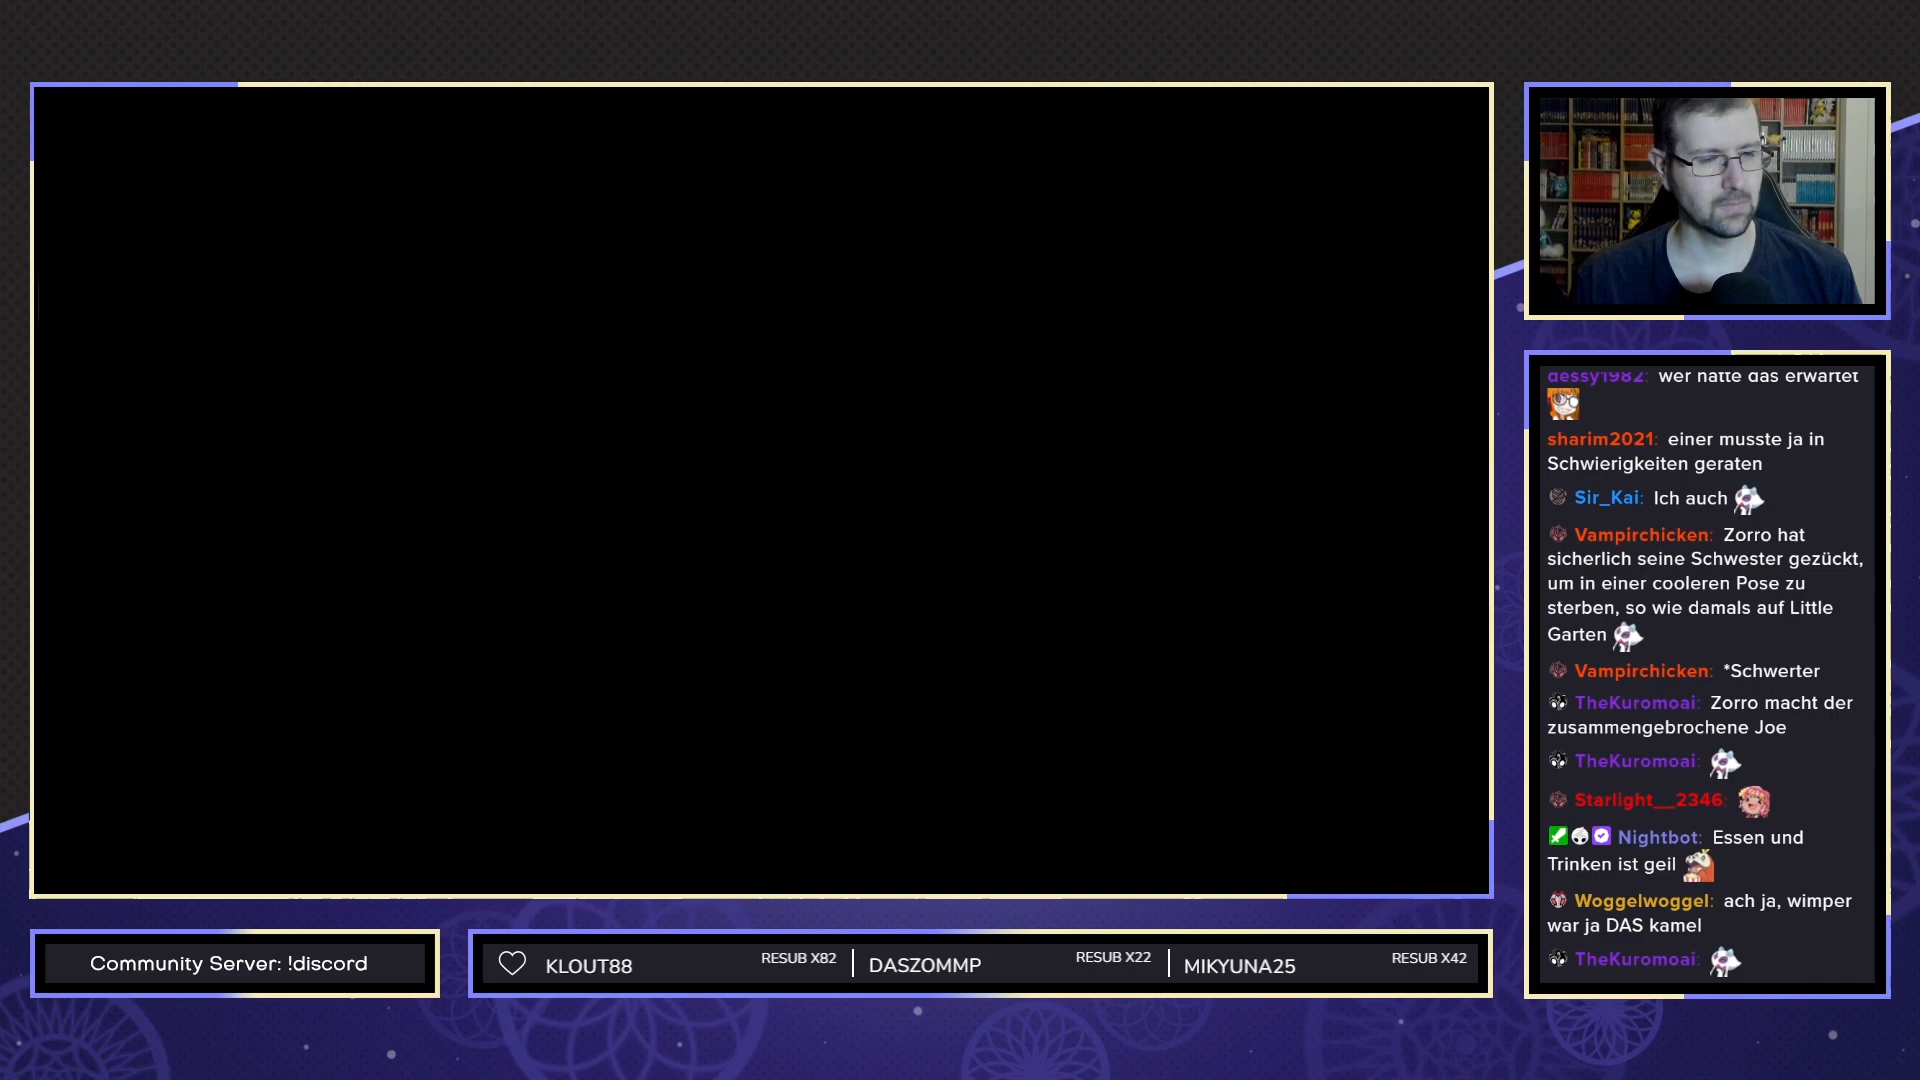 dessy1982: wer hätte das erwartet
sharim2021: einer musste ja in
Schwierigkeiten geraten
Sir_Kai: Ich auch
Vampirchicken: Zorro hat
sicherlich seine Schwester gezückt,
um in einer cooleren Pose zu
sterben, so wie damals auf Little
Garten
Vampirchicken: *Schwerter
TheKuromoai: Zorro macht der
zusammengebrochene Joe
TheKuromoai:
Starlight__2346:
Nightbot: Essen und
Trinken ist geil
Woggelwoggel: ach ja, wimper
war ja DAS kamel
TheKuromoai:
Community Server: !discord
KLOUT88 RESUB X82
DASZOMMP RESUB X22
MIKYUNA25 RESUB X42